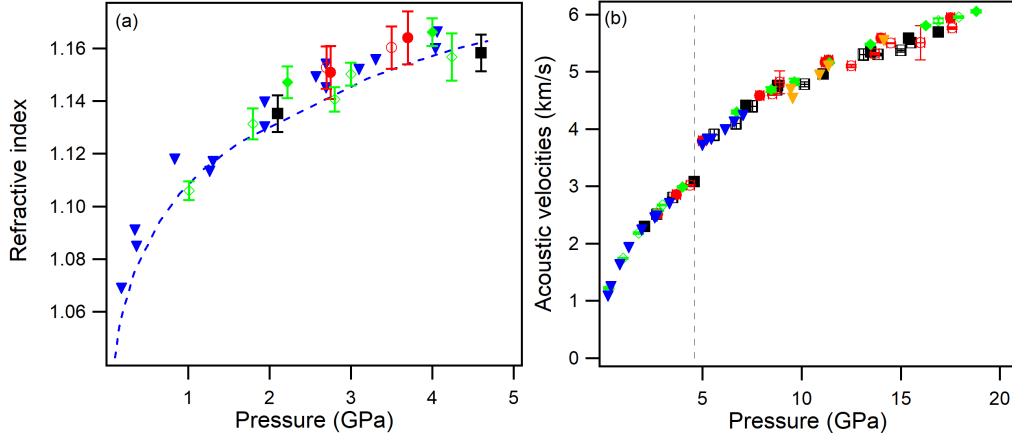 (a)
Refractive index
1.16
1.14
1.12
1.10
1.08
1.06
1 2 3 4 5
Pressure (GPa)
(b)
Acoustic velocities (km/s)
6
5
4
3
2
1
0
5 10 15 20
Pressure (GPa)